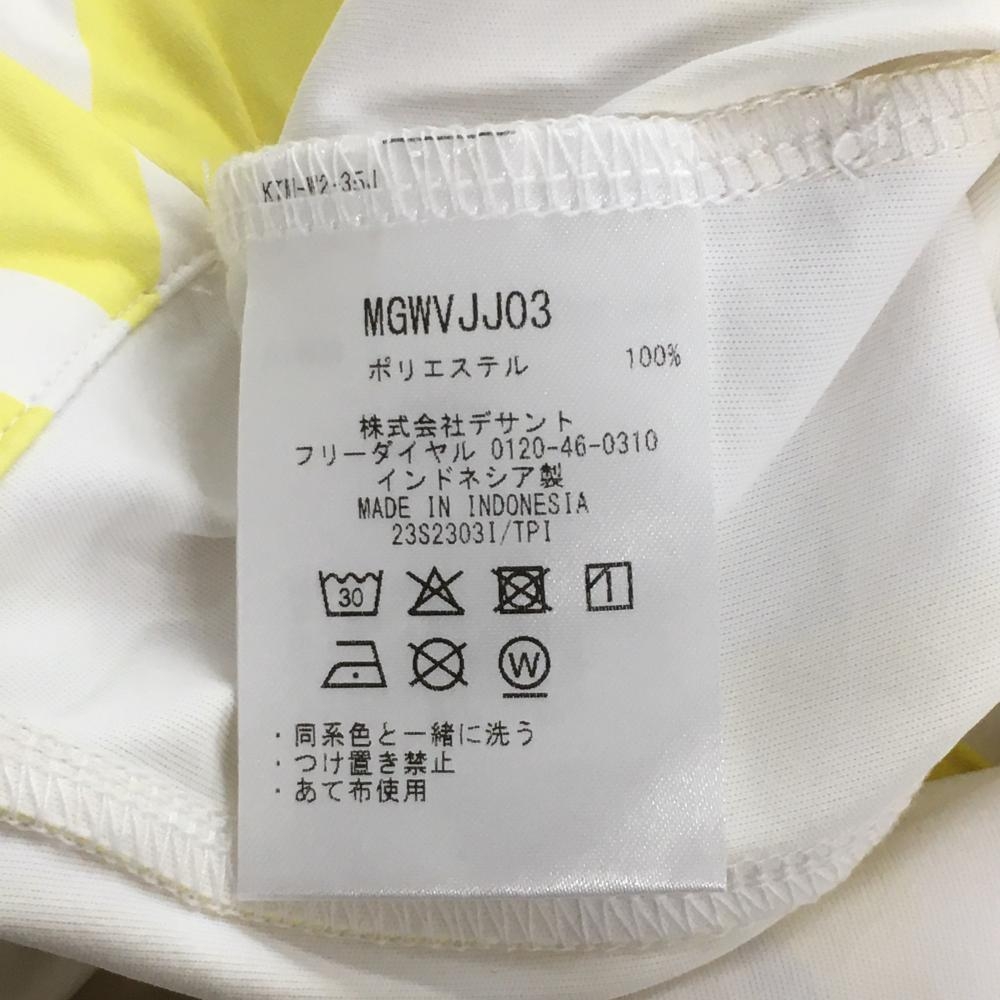 MGWVJJ03
ポリエステル 100%
株式会社デサント
フリーダイヤル 0120-46-0310
インドネシア製
MADE IN INDONESIA
23S2303I/TPI
30
1
W
・同系色と一緒に洗う
・つけ置き禁止
・あて布使用